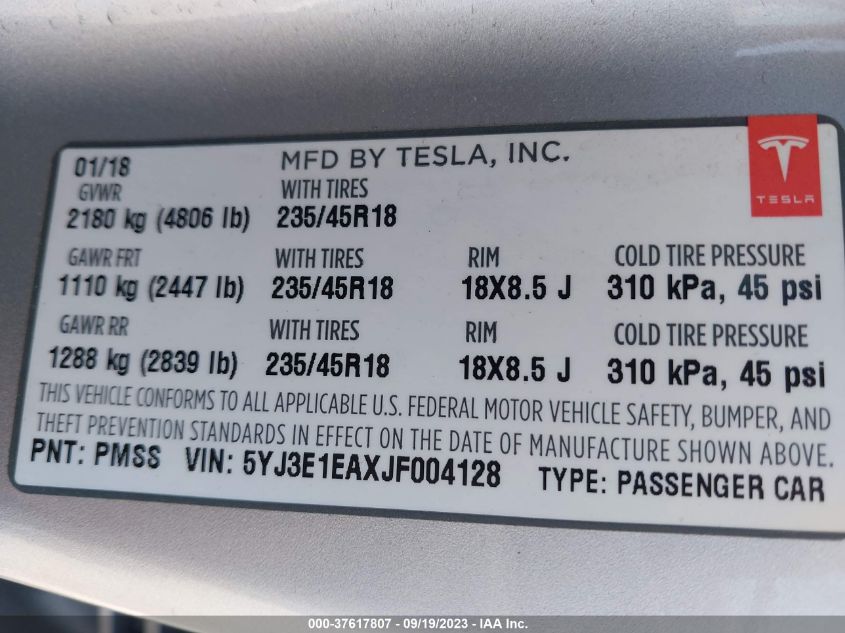 01/18 MFD BY TESLA, INC.
TESLA
GVWR WITH TIRES
2180 kg (4806 lb) 235/45R18
GAWR FRT WITH TIRES RIM COLD TIRE PRESSURE
1110 kg (2447 lb) 235/45R18 18X8.5 J 310 kPa, 45 psi
GAWR RR WITH TIRES RIM COLD TIRE PRESSURE
1288 kg (2839 lb) 235/45R18 18X8.5 J 310 kPa, 45 psi
THIS VEHICLE CONFORMS TO ALL APPLICABLE U.S. FEDERAL MOTOR VEHICLE SAFETY, BUMPER, AND
THEFT PREVENTION STANDARDS IN EFFECT ON THE DATE OF MANUFACTURE SHOWN ABOVE.
PNT: PMSS VIN: 5YJ3E1EAXJF004128 TYPE: PASSENGER CAR
000-37617807 - 09/19/2023 - IAA Inc.